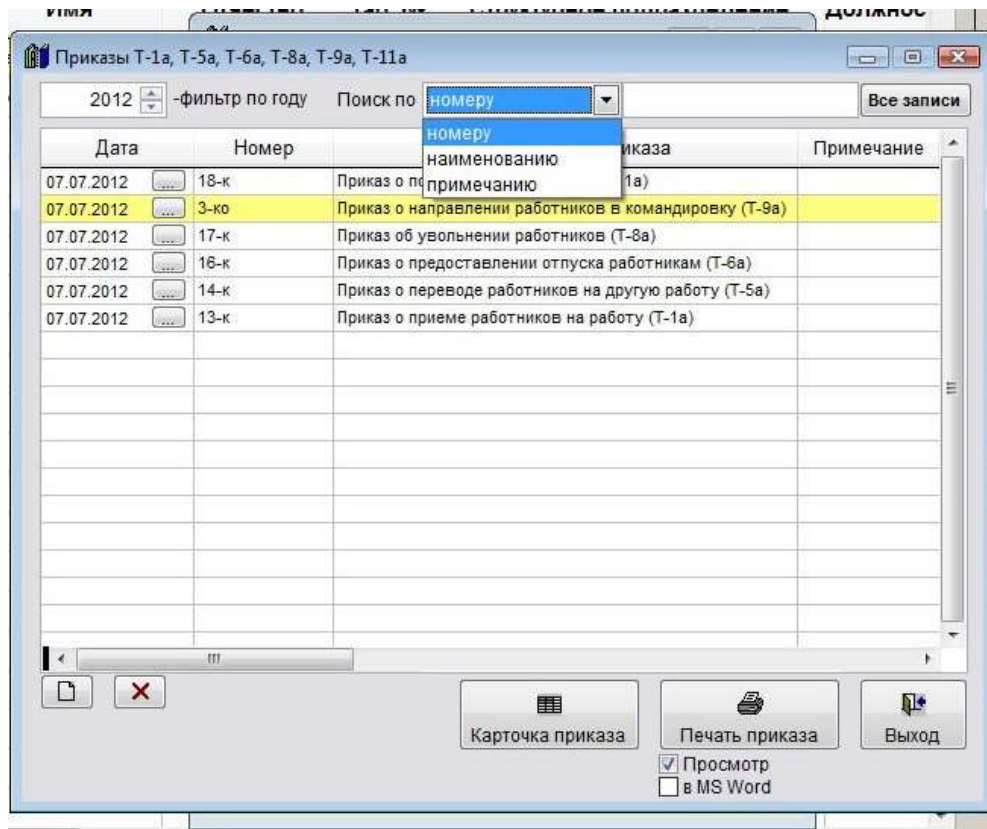 Имя
Приказы Т-1а, Т-5а, Т-6а, Т-8а, Т-9а, Т-11а
2012 -фильтр по году Поиск по номеру Все записи
номеру
наименованию
примечанию
Дата Номер Примечание
07.07.2012 ... 18-к Приказ о 1а)
07.07.2012 ... 3-ко Приказ о направлении работников в командировку (Т-9а)
07.07.2012 ... 17-к Приказ об увольнении работников (Т-8а)
07.07.2012 ... 16-к Приказ о предоставлении отпуска работникам (Т-6а)
07.07.2012 ... 14-к Приказ о переводе работников на другую работу (Т-5а)
07.07.2012 ... 13-к Приказ о приеме работников на работу (Т-1а)
Карточка приказа Печать приказа Выход
Просмотр
в MS Word